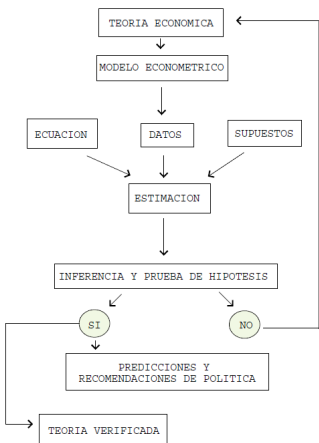 TEORIA ECONOMICA
MODELO ECONOMETRICO
ECUACION
DATOS
SUPUESTOS
ESTIMACION
INFERENCIA Y PRUEBA DE HIPOTESIS
SI
NO
PREDICCIONES Y
RECOMENDACIONES DE POLITICA
TEORIA VERIFICADA